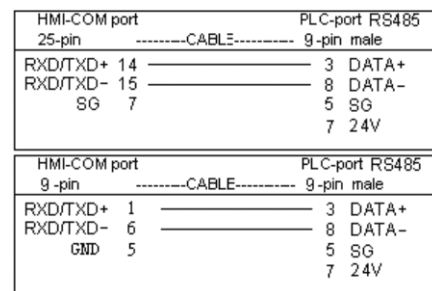 HMI-COM port PLC-port RS485
25-pin --------CABLE---------- 9-pin male
RXD/TXD+ 14 3 DATA+
RXD/TXD- 15 8 DATA-
SG 7 5 SG
7 24V
HMI-COM port PLC-port RS485
9-pin --------CABLE---------- 9-pin male
RXD/TXD+ 1 3 DATA+
RXD/TXD- 6 8 DATA-
GND 5 5 SG
7 24V